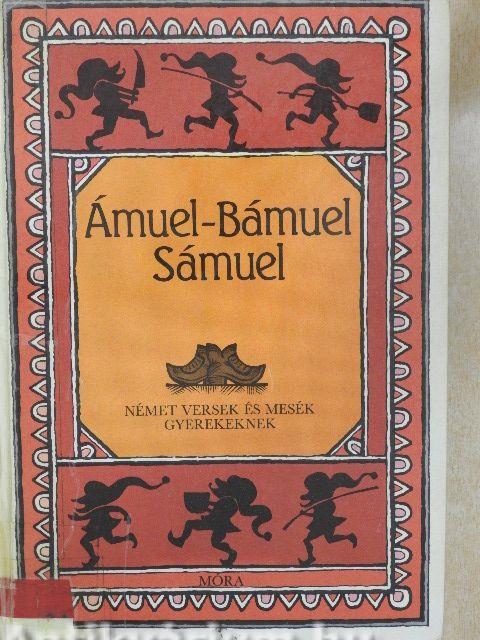 Ámuel-Bámuel
Sámuel
NÉMET VERSEK ÉS MESÉK
GYEREKEKNEK
MÓRA